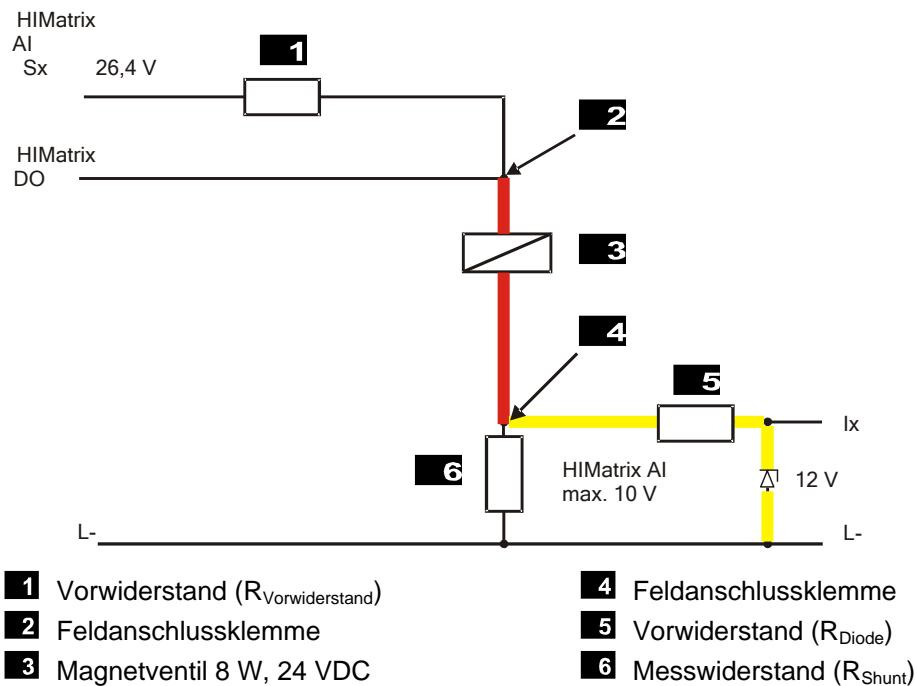 HIMatrix
AI
Sx 26,4 V
1
2
HIMatrix
DO
3
4
5
Ix
6
HIMatrix AI
max. 10 V
12 V
L-
L-
1 Vorwiderstand (RVorwiderstand)
2 Feldanschlussklemme
3 Magnetventil 8 W, 24 VDC
4 Feldanschlussklemme
5 Vorwiderstand (RDiode)
6 Messwiderstand (RShunt)